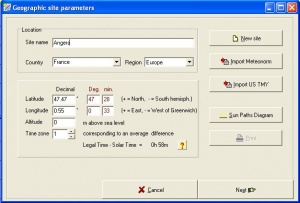 Geographic site parameters
Location
Site name Angers
Country France Region Europe
New site
Import Meteonorm
Import US TMY
Sun Paths Diagram
Print
Decimal Deg. min.
Latitude 47.47 ° 47 28 (+ = North, - = South hemisph.)
Longitude 0.55 ° 0 33 (+ = East, - = West of Greenwich)
Altitude 0 m above sea level
Time zone 1 corresponding to an average difference
Legal Time - Solar Time = 0h 58m ?
Cancel
Next